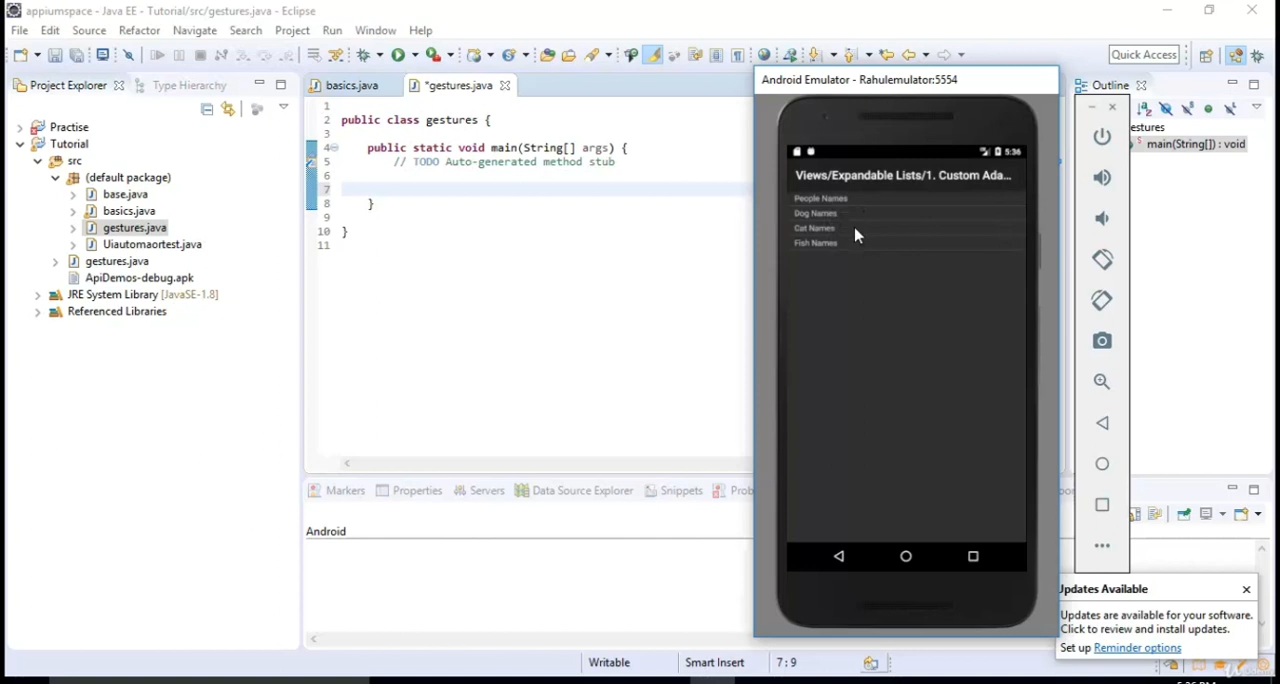 appiumspace - Java EE - Tutorial/src/gestures.java - Eclipse
File Edit Source Refactor Navigate Search Project Run Window Help
Quick Access
Project Explorer
Type Hierarchy
Practise
Tutorial
src
(default package)
base.java
basics.java
gestures.java
Uiautomaortest.java
gestures.java
ApiDemos-debug.apk
JRE System Library [JavaSE-1.8]
Referenced Libraries
basics.java
*gestures.java
1
2 public class gestures {
3
4 public static void main(String[] args) {
5 // TODO Auto-generated method stub
6
7
8 }
9
10 }
11
Android Emulator - Rahulemulator:5554
5:36
Views/Expandable Lists/1. Custom Ada...
People Names
Dog Names
Cat Names
Fish Names
Outline
gestures
main(String[]) : void
Markers Properties Servers Data Source Explorer Snippets
Android
Updates Available
Updates are available for your software.
Click to review and install updates.
Set up Reminder options
Writable Smart Insert 7:9